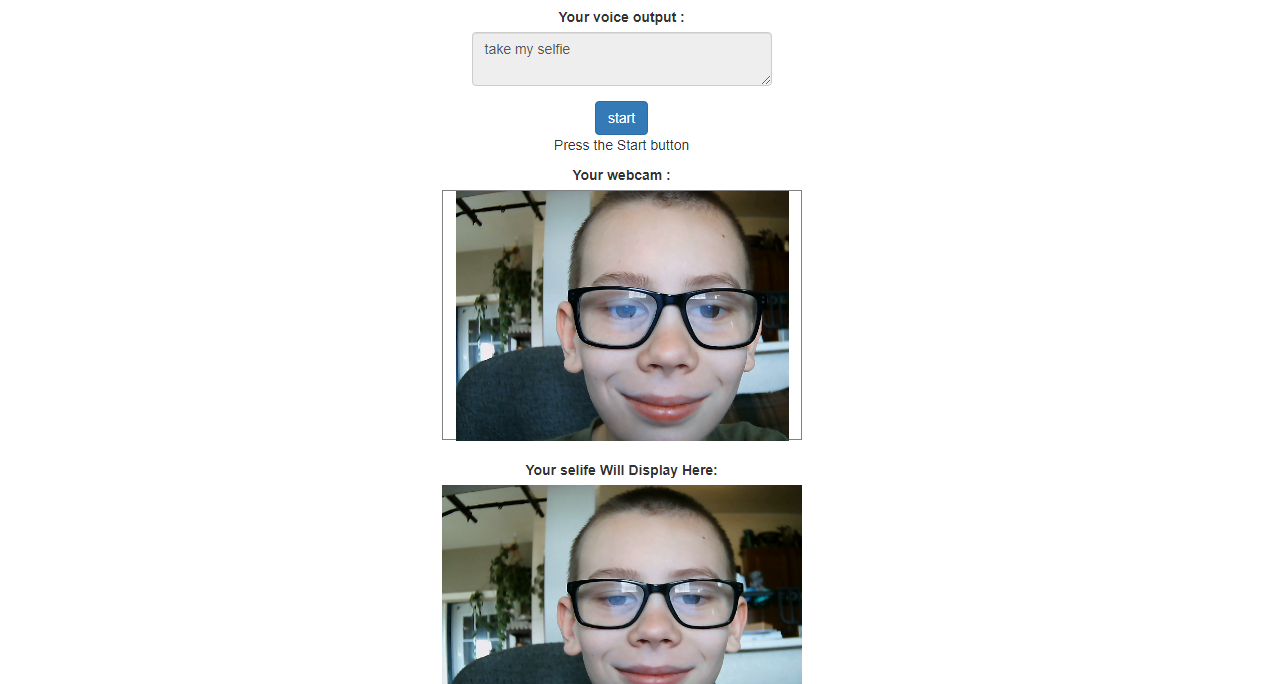 Your voice output :
take my selfie
start
Press the Start button
Your webcam :
Your selife Will Display Here: